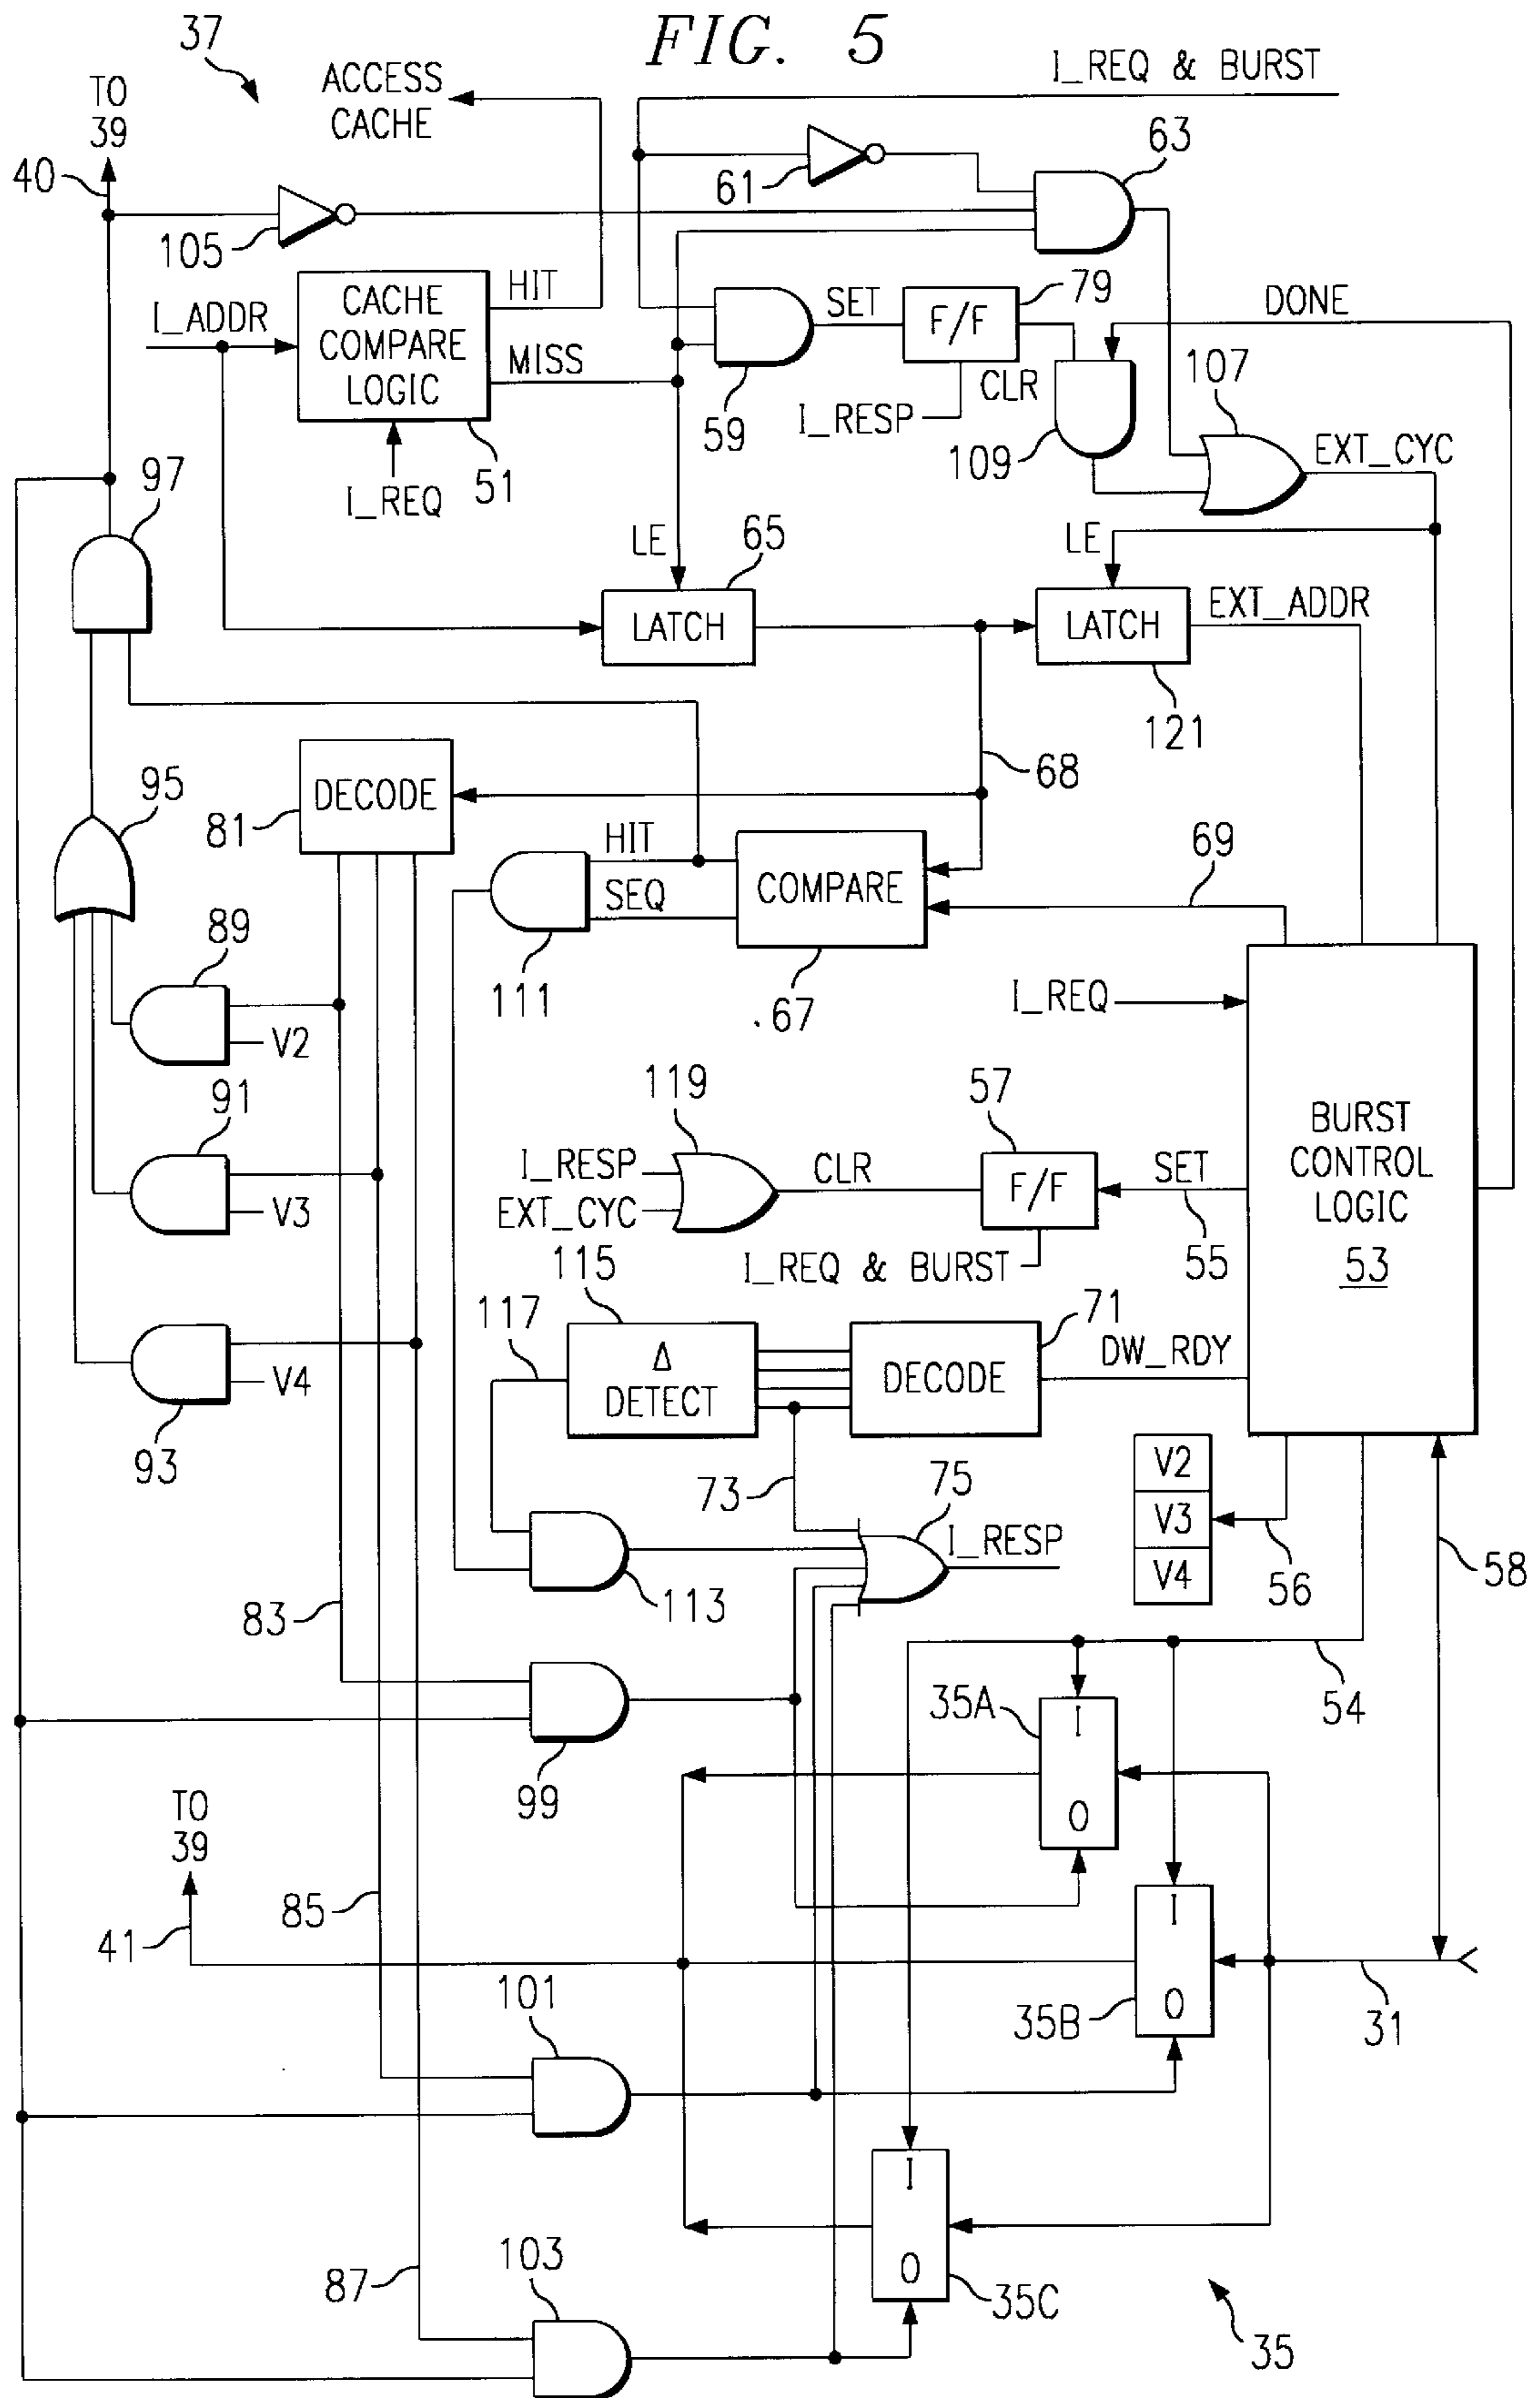 FIG. 5
37
ACCESS
CACHE
I_REQ & BURST
TO
39
40
61
63
105
HIT
SET
79
DONE
I_ADDR
CACHE
COMPARE
LOGIC
F/F
MISS
CLR
107
59
I_RESP
109
EXT_CYC
97
I_REQ
51
LE
65
LE
LATCH
LATCH
EXT_ADDR
121
68
95
DECODE
81
HIT
69
SEQ
COMPARE
89
111
67
I_REQ
V2
91
119
57
BURST
CONTROL
LOGIC
53
I_RESP
CLR
F/F
SET
V3
EXT_CYC
115
I_REQ & BURST
55
117
71
Δ
DETECT
DECODE
DW_RDY
V4
93
73
75
V2
V3
V4
I_RESP
56
58
113
83
35A
I
O
54
99
TO
39
85
41
I
O
101
35B
31
I
O
87
103
35C
35